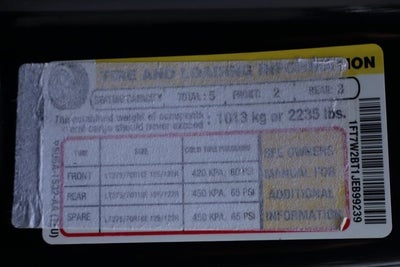 TIRE AND LOADING INFORMATION
SEATING CAPACITY TOTAL: 5 FRONT: 2 REAR: 3
The combined weight of occupants
and cargo should never exceed : 1013 kg or 2235 lbs.
TIRE SIZE COLD TIRE PRESSURE
FRONT 420 KPA, 60 PSI
REAR 450 KPA, 65 PSI
SPARE 450 KPA, 65 PSI
SEE OWNERS
MANUAL FOR
ADDITIONAL
INFORMATION
1FT7W2BT1JEB99239